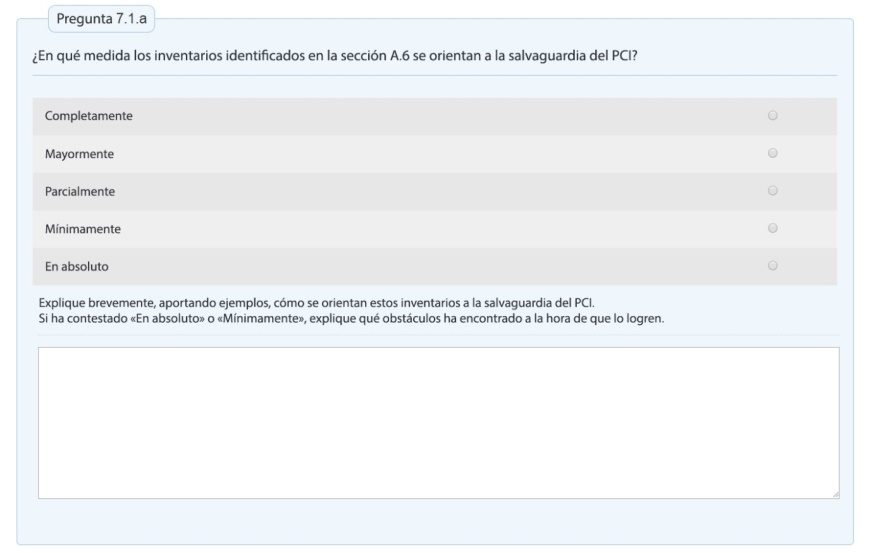 Pregunta 7.1.a
¿En qué medida los inventarios identificados en la sección A.6 se orientan a la salvaguardia del PCI?
Completamente
Mayormente
Parcialmente
Mínimamente
En absoluto
Explique brevemente, aportando ejemplos, cómo se orientan estos inventarios a la salvaguardia del PCI.
Si ha contestado «En absoluto» o «Mínimamente», explique qué obstáculos ha encontrado a la hora de que lo logren.